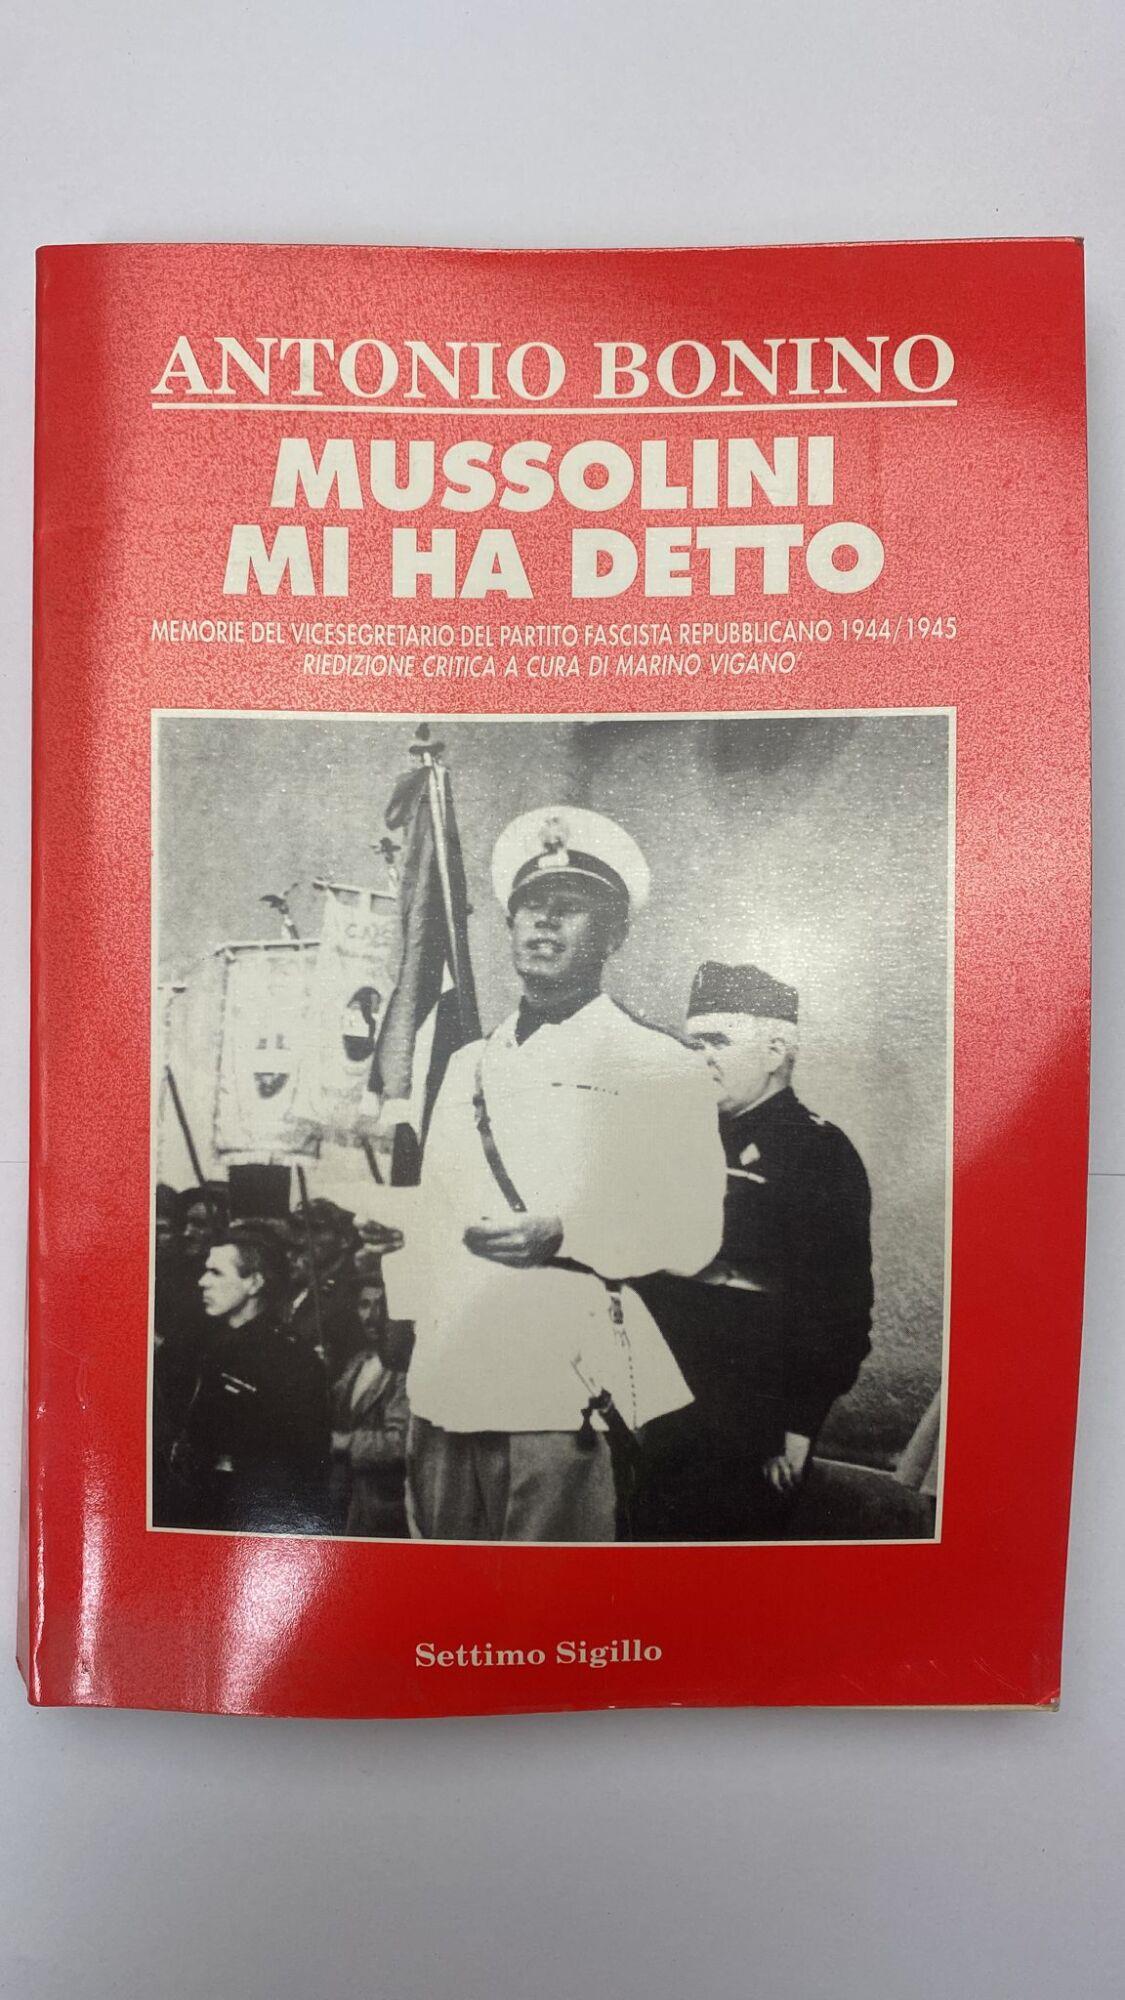 ANTONIO BONINO
MUSSOLINI
MI HA DETTO
MEMORIE DEL VICESEGRETARIO DEL PARTITO FASCISTA REPUBBLICANO 1944/1945
RIEDIZIONE CRITICA A CURA DI MARINO VIGANO'
Settimo Sigillo